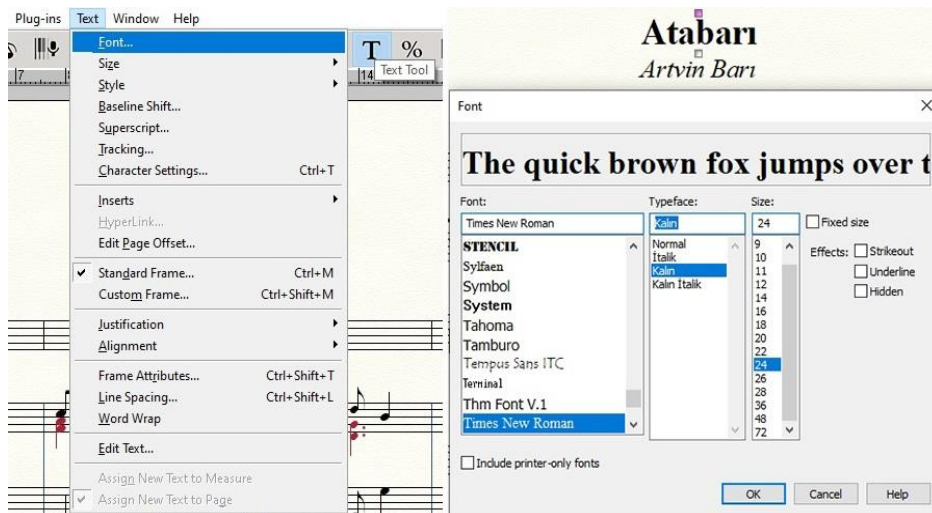 Plug-ins Text Window Help
Font...
Size
Style
Baseline Shift...
Superscript...
Tracking...
Character Settings... Ctrl+T
Inserts
HyperLink...
Edit Page Offset...
Standard Frame... Ctrl+M
Custom Frame... Ctrl+Shift+M
Justification
Alignment
Frame Attributes... Ctrl+Shift+T
Line Spacing... Ctrl+Shift+L
Word Wrap
Edit Text...
Assign New Text to Measure
Assign New Text to Page
T %
Text Tool
7 14
Atabarı
Artvin Barı
Font
The quick brown fox jumps over t
Font: Typeface: Size:
Times New Roman Kalın 24 Fixed size
STENCIL
Sylfaen
Symbol
System
Tahoma
Tamburo
Tempus Sans ITC
Terminal
Thm Font V.1
Times New Roman
Normal
İtalik
Kalın
Kalın İtalik
9
10
11
12
14
16
18
20
22
24
26
28
36
48
72
Effects: Strikeout
Underline
Hidden
Include printer-only fonts
OK Cancel Help